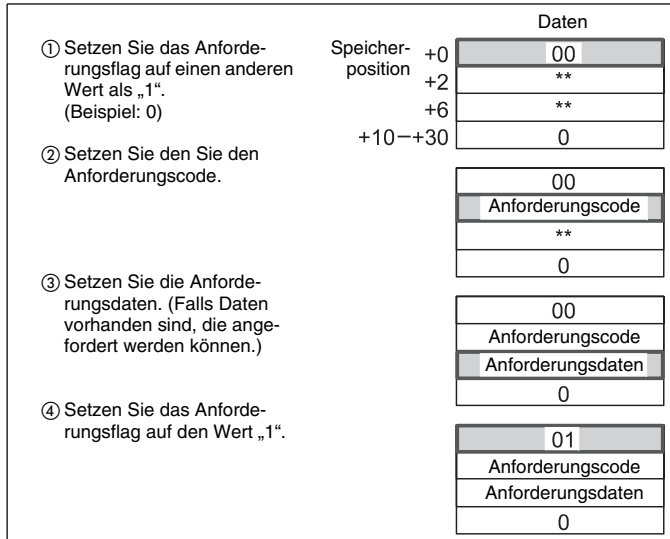 Daten
① Setzen Sie das Anforde-
rungsflag auf einen anderen
Wert als „1“.
(Beispiel: 0)
Speicher-
position
+0
00
+2
**
+6
**
+10−+30
0
② Setzen Sie den Sie den
Anforderungscode.
00
Anforderungscode
**
0
③ Setzen Sie die Anforde-
rungsdaten. (Falls Daten
vorhanden sind, die ange-
fordert werden können.)
00
Anforderungscode
Anforderungsdaten
0
④ Setzen Sie das Anforde-
rungsflag auf den Wert „1“.
01
Anforderungscode
Anforderungsdaten
0